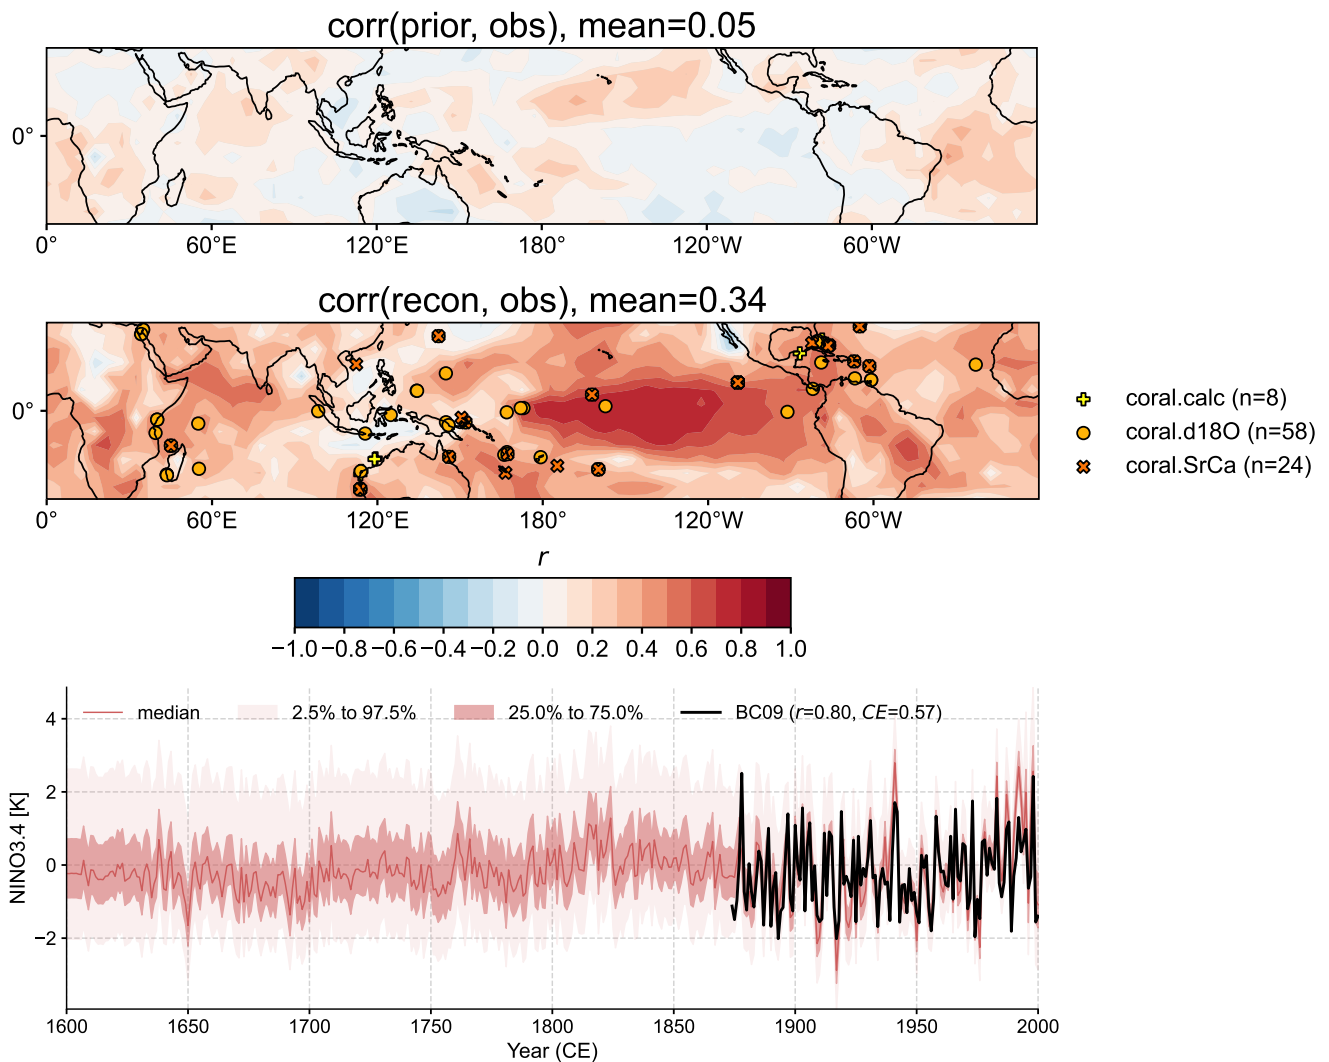 corr(prior, obs), mean=0.05
0°
0° 60°E 120°E 180° 120°W 60°W
corr(recon, obs), mean=0.34
0°
0° 60°E 120°E 180° 120°W 60°W
coral.calc (n=8)
coral.d18O (n=58)
coral.SrCa (n=24)
r
−1.0 −0.8 −0.6 −0.4 −0.2 0.0 0.2 0.4 0.6 0.8 1.0
median 2.5% to 97.5% 25.0% to 75.0% BC09 (r=0.80, CE=0.57)
NINO3.4 [K]
4
2
0
−2
1600 1650 1700 1750 1800 1850 1900 1950 2000
Year (CE)